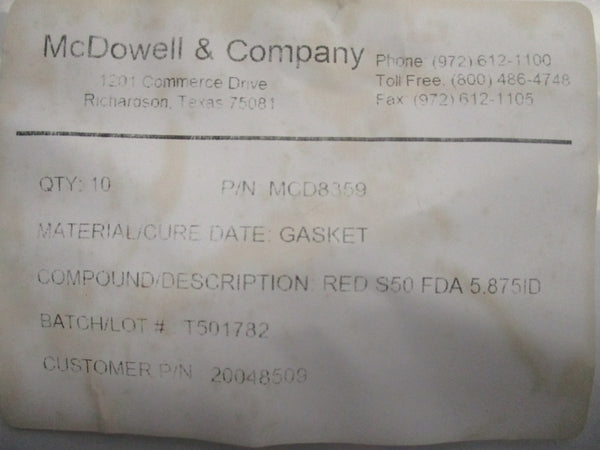 McDowell & Company
1201 Commerce Drive
Richardson, Texas 75081
Phone: (972) 612-1100
Toll Free: (800) 486-4748
Fax: (972) 612-1105
QTY: 10 P/N MCD8359
MATERIAL/CURE DATE: GASKET
COMPOUND/DESCRIPTION: RED S50 FDA 5.875ID
BATCH/LOT #: T501782
CUSTOMER P/N 20048509